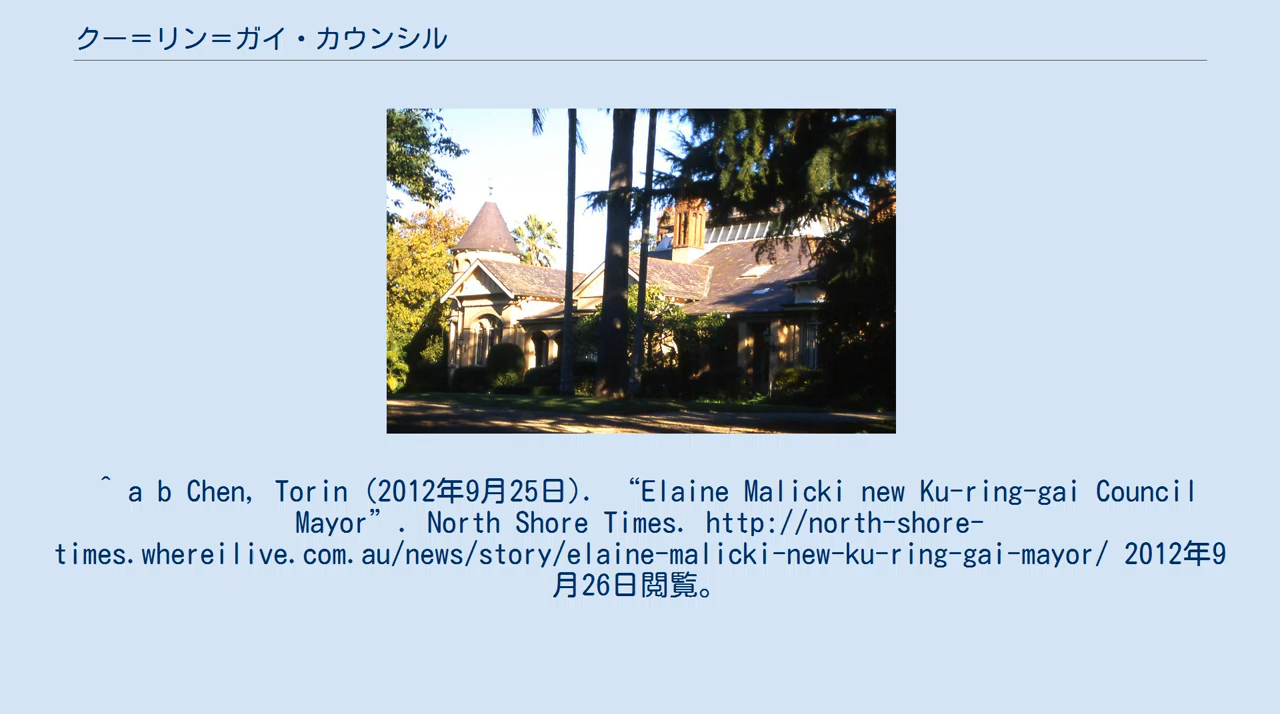 クー＝リン＝ガイ・カウンシル
^ a b Chen, Torin (2012年9月25日). “Elaine Malicki new Ku-ring-gai Council
Mayor”. North Shore Times. http://north-shore-
times.whereilive.com.au/news/story/elaine-malicki-new-ku-ring-gai-mayor/ 2012年9
月26日閲覧。